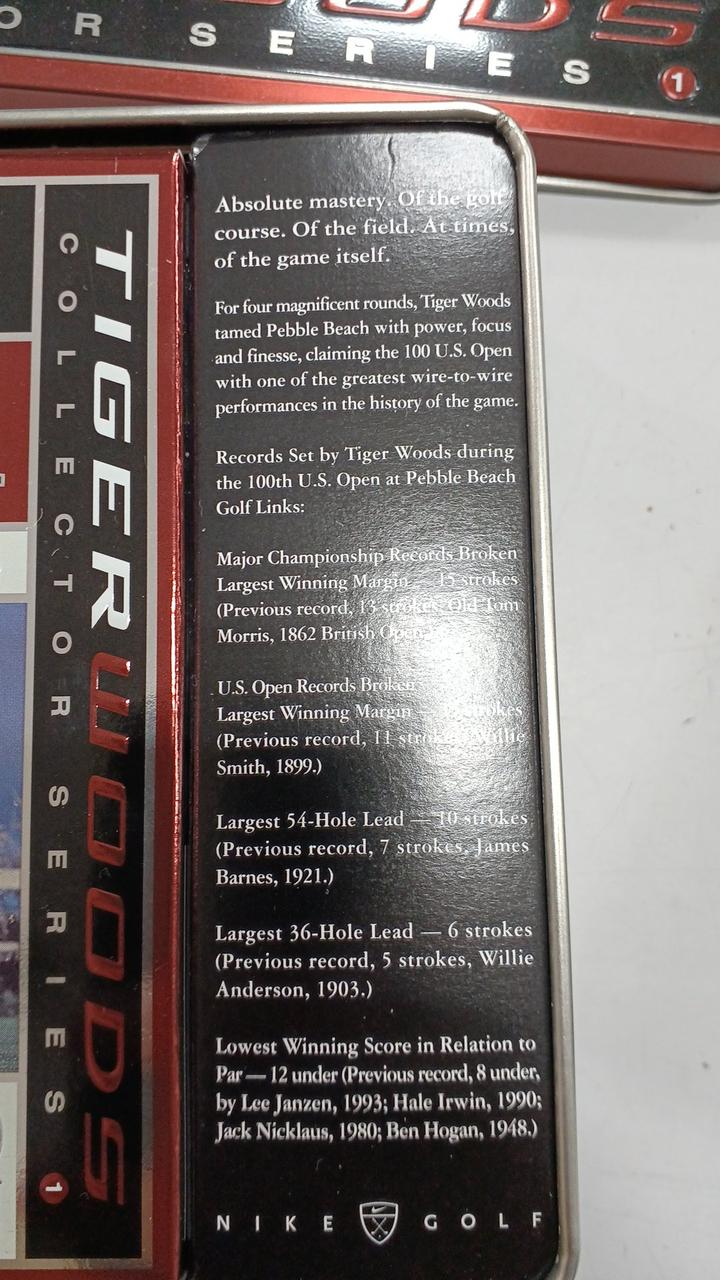 WOODS
OR SERIES 1
TIGER WOODS
COLLECTOR SERIES 1
Absolute mastery. Of the golf
course. Of the field. At times,
of the game itself.
For four magnificent rounds, Tiger Woods
tamed Pebble Beach with power, focus
and finesse, claiming the 100 U.S. Open
with one of the greatest wire-to-wire
performances in the history of the game.
Records Set by Tiger Woods during
the 100th U.S. Open at Pebble Beach
Golf Links:
Major Championship Records Broken
Largest Winning Margin — 15 strokes
(Previous record, 13 strokes, Old Tom
Morris, 1862 British Open
U.S. Open Records Broken
Largest Winning Margin — strokes
(Previous record, 11 strokes, Willie
Smith, 1899.)
Largest 54-Hole Lead — 10 strokes
(Previous record, 7 strokes, James
Barnes, 1921.)
Largest 36-Hole Lead — 6 strokes
(Previous record, 5 strokes, Willie
Anderson, 1903.)
Lowest Winning Score in Relation to
Par — 12 under (Previous record, 8 under,
by Lee Janzen, 1993; Hale Irwin, 1990;
Jack Nicklaus, 1980; Ben Hogan, 1948.)
NIKE GOLF